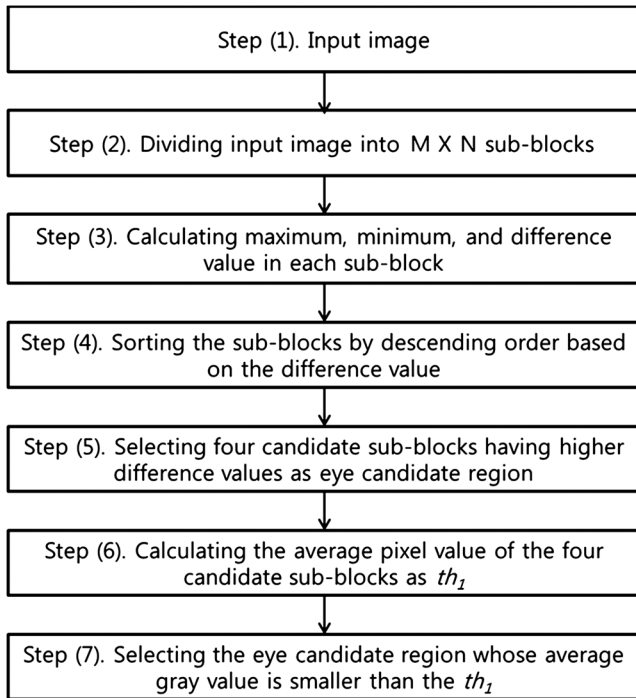 Step (1). Input image
Step (2). Dividing input image into M X N sub-blocks
Step (3). Calculating maximum, minimum, and difference
value in each sub-block
Step (4). Sorting the sub-blocks by descending order based
on the difference value
Step (5). Selecting four candidate sub-blocks having higher
difference values as eye candidate region
Step (6). Calculating the average pixel value of the four
candidate sub-blocks as th₁
Step (7). Selecting the eye candidate region whose average
gray value is smaller than the th₁